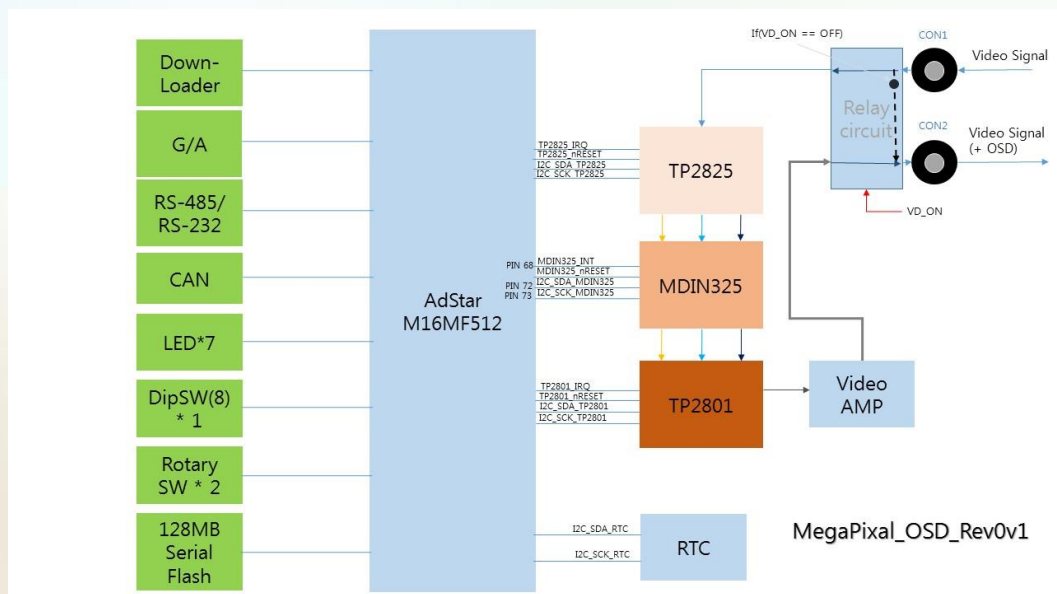 Down-
Loader
G/A
RS-485/
RS-232
CAN
LED*7
DipSW(8)
* 1
Rotary
SW * 2
128MB
Serial
Flash
AdStar
M16MF512
TP2825_IRQ
TP2825_nRESET
I2C_SDA_TP2825
I2C_SCK_TP2825
PIN 68
MDIN325_INT
MDIN325_nRESET
PIN 72
I2C_SDA_MDIN325
PIN 73
I2C_SCK_MDIN325
TP2801_IRQ
TP2801_nRESET
I2C_SDA_TP2801
I2C_SCK_TP2801
I2C_SDA_RTC
I2C_SCK_RTC
TP2825
MDIN325
TP2801
RTC
If(VD_ON == OFF)
Relay
circuit
CON1
Video Signal
CON2
Video Signal
(+ OSD)
VD_ON
Video
AMP
MegaPixal_OSD_Rev0v1